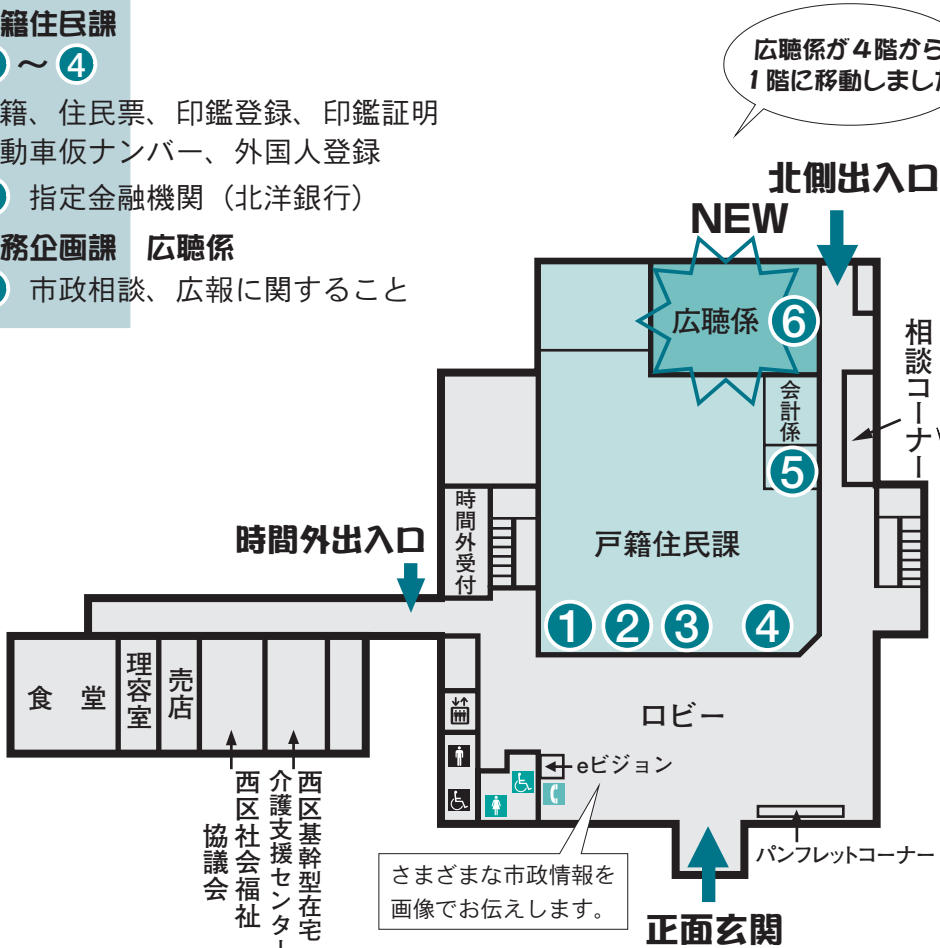 籍住民課
～ 4
籍、住民票、印鑑登録、印鑑証明
動車仮ナンバー、外国人登録
指定金融機関（北洋銀行）
務企画課 広聴係
市政相談、広報に関すること
広聴係が4階から
1階に移動しまし
北側出入口
NEW
広聴係 6
相談コーナー
会計係
5
時間外受付
時間外出入口
戸籍住民課
1 2 3 4
食 堂
理容室
売店
ロビー
eビジョン
西区社会福祉
協議会
西区基幹型在宅
介護支援センター
さまざまな市政情報を
画像でお伝えします。
パンフレットコーナー
正面玄関